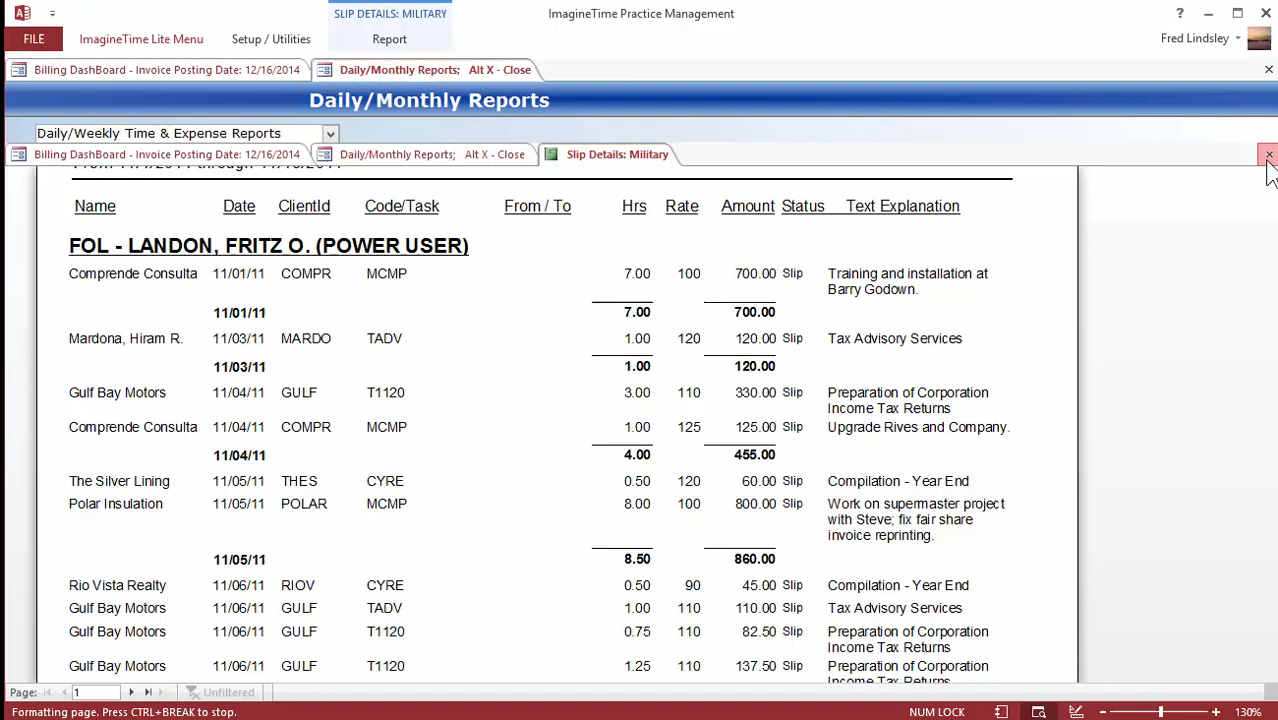 SLIP DETAILS: MILITARY
ImagineTime Practice Management
?
FILE
ImagineTime Lite Menu
Setup / Utilities
Report
Fred Lindsley
Billing DashBoard - Invoice Posting Date: 12/16/2014
Daily/Monthly Reports; Alt X - Close
Daily/Monthly Reports
Daily/Weekly Time & Expense Reports
Billing DashBoard - Invoice Posting Date: 12/16/2014
Daily/Monthly Reports; Alt X - Close
Slip Details: Military
Name Date ClientId Code/Task From / To Hrs Rate Amount Status Text Explanation
FOL - LANDON, FRITZ O. (POWER USER)
Comprende Consulta 11/01/11 COMPR MCMP 7.00 100 700.00 Slip Training and installation at
Barry Godown.
11/01/11 7.00 700.00
Mardona, Hiram R. 11/03/11 MARDO TADV 1.00 120 120.00 Slip Tax Advisory Services
11/03/11 1.00 120.00
Gulf Bay Motors 11/04/11 GULF T1120 3.00 110 330.00 Slip Preparation of Corporation
Income Tax Returns
Comprende Consulta 11/04/11 COMPR MCMP 1.00 125 125.00 Slip Upgrade Rives and Company.
11/04/11 4.00 455.00
The Silver Lining 11/05/11 THES CYRE 0.50 120 60.00 Slip Compilation - Year End
Polar Insulation 11/05/11 POLAR MCMP 8.00 100 800.00 Slip Work on supermaster project
with Steve; fix fair share
invoice reprinting.
11/05/11 8.50 860.00
Rio Vista Realty 11/06/11 RIOV CYRE 0.50 90 45.00 Slip Compilation - Year End
Gulf Bay Motors 11/06/11 GULF TADV 1.00 110 110.00 Slip Tax Advisory Services
Gulf Bay Motors 11/06/11 GULF T1120 0.75 110 82.50 Slip Preparation of Corporation
Income Tax Returns
Gulf Bay Motors 11/06/11 GULF T1120 1.25 110 137.50 Slip Preparation of Corporation
Income Tax Returns
Page: 1 Unfiltered
Formatting page. Press CTRL+BREAK to stop.
NUM LOCK
130%